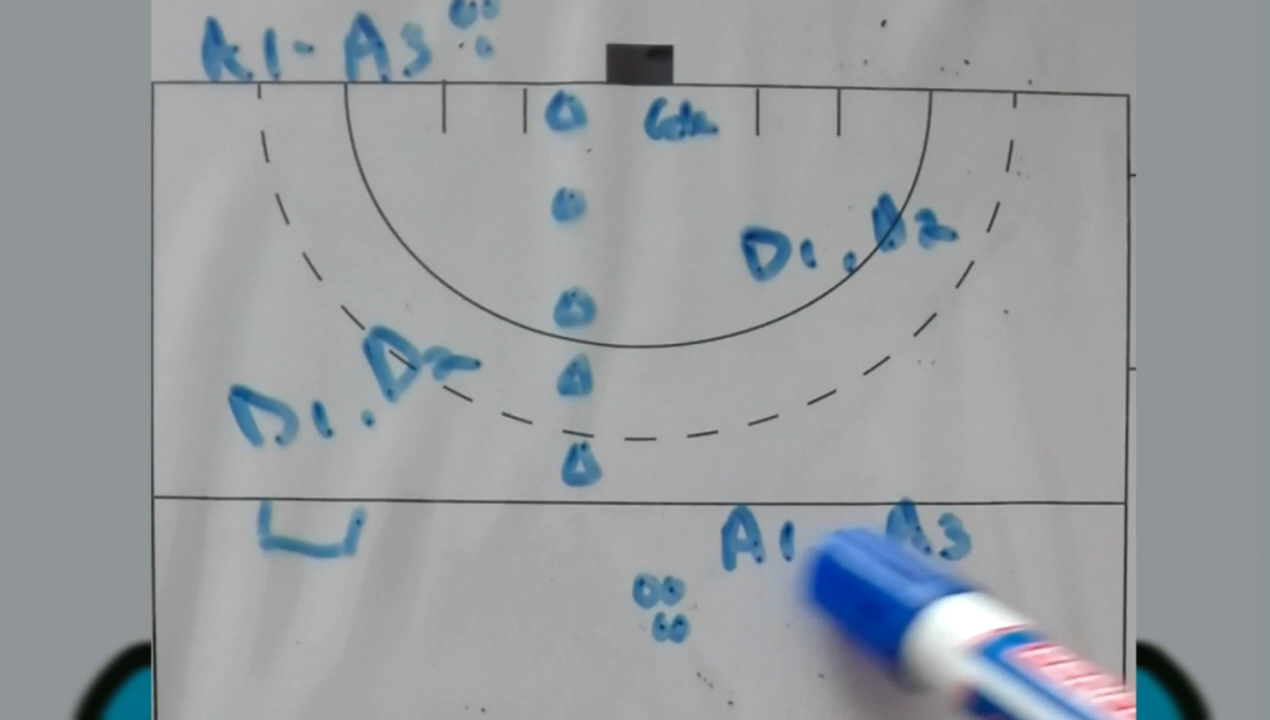 A1-A3
GK
D1. D2
D1. D2
A1 A3